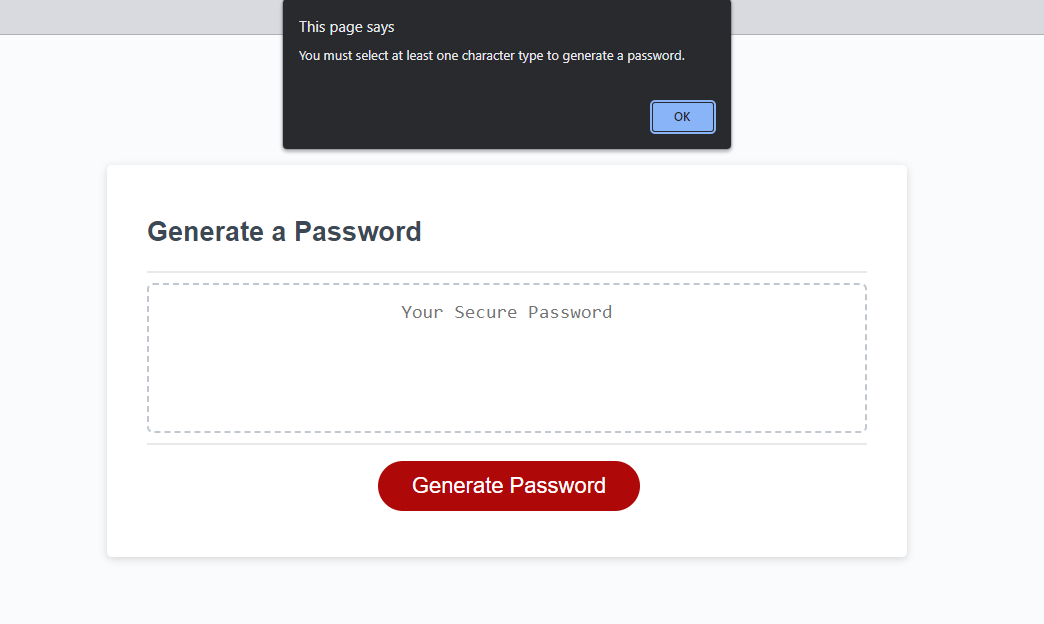 This page says
You must select at least one character type to generate a password.
OK
Generate a Password
Your Secure Password
Generate Password